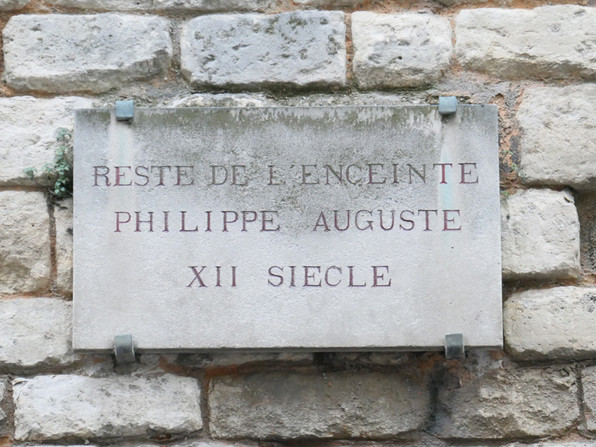 RESTE DE L'ENCEINTE
PHILIPPE AUGUSTE
XII SIECLE